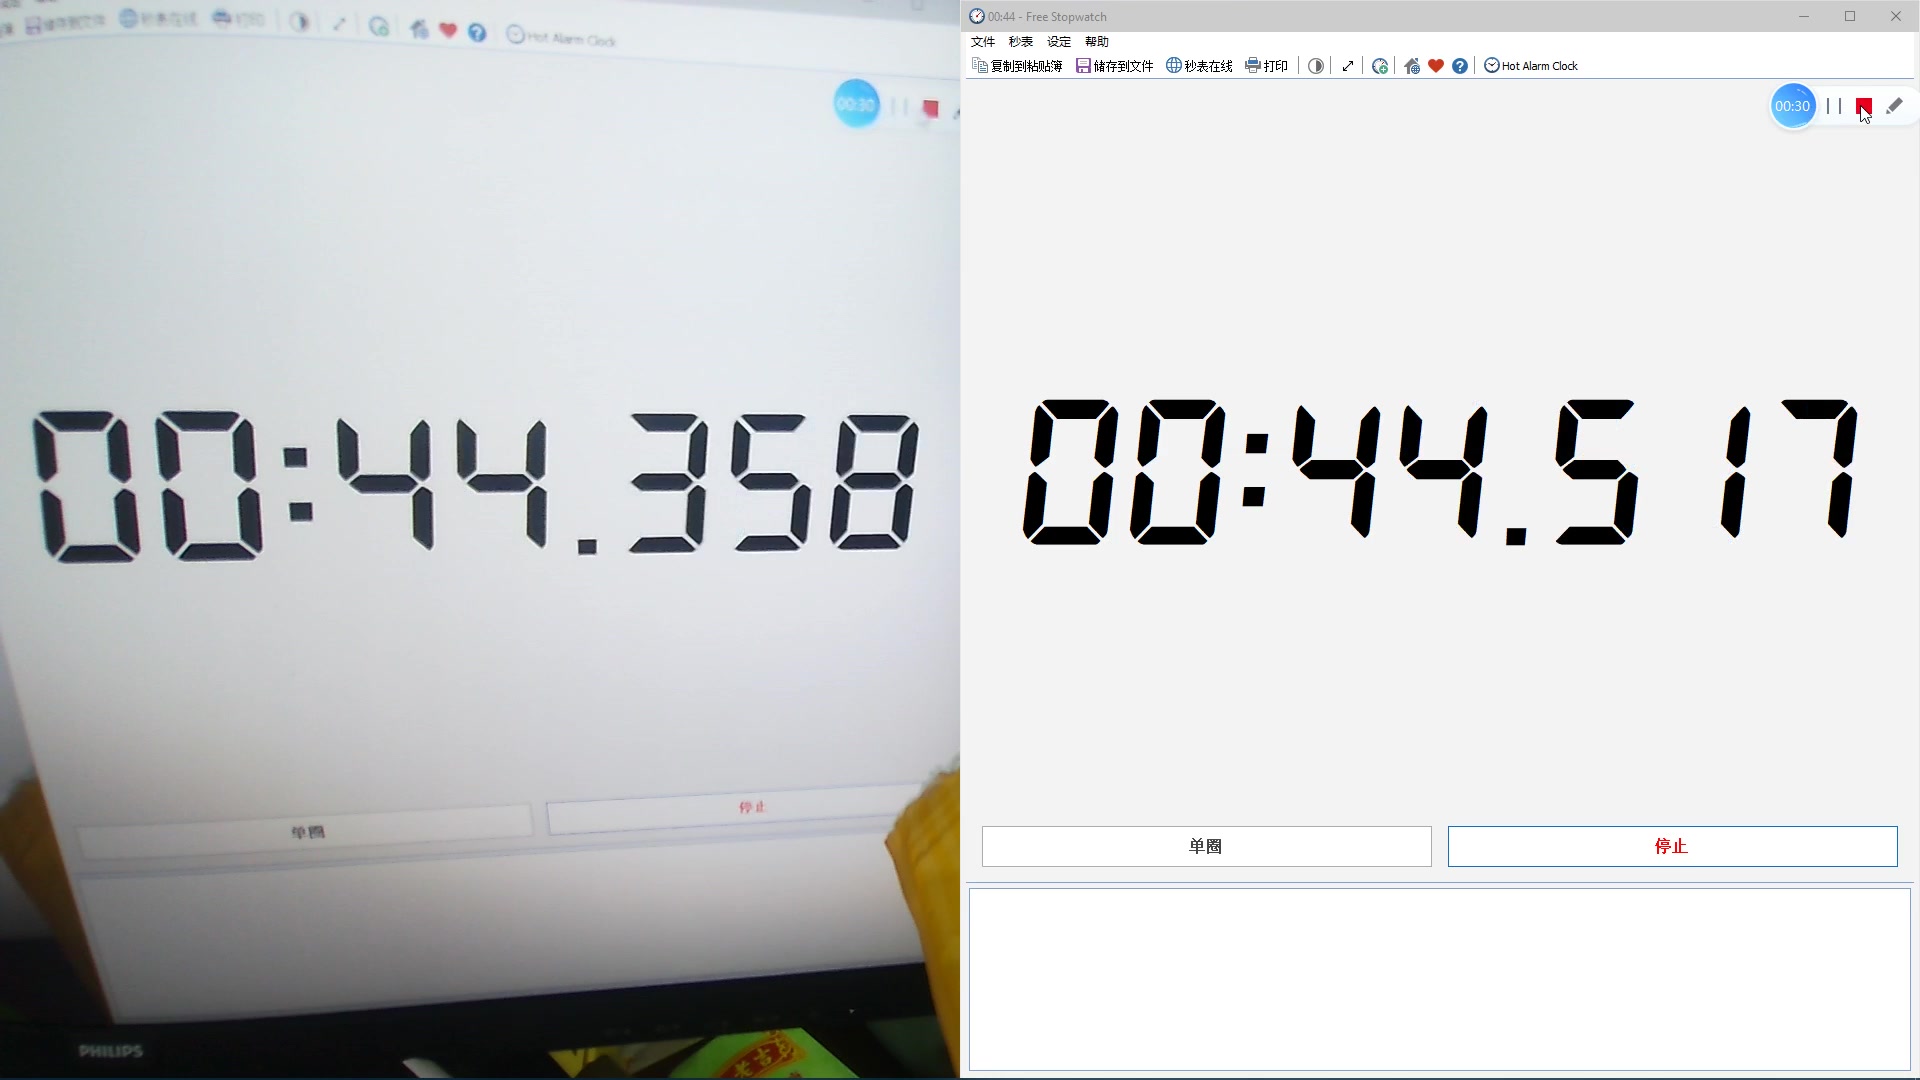 储存到文件 秒表在线 打印 Hot Alarm Clock
00:30
00:44.358
单圈 停止
PHILIPS
00:44 - Free Stopwatch
文件 秒表 设定 帮助
复制到粘贴簿 储存到文件 秒表在线 打印 Hot Alarm Clock
00:30
00:44.517
单圈 停止